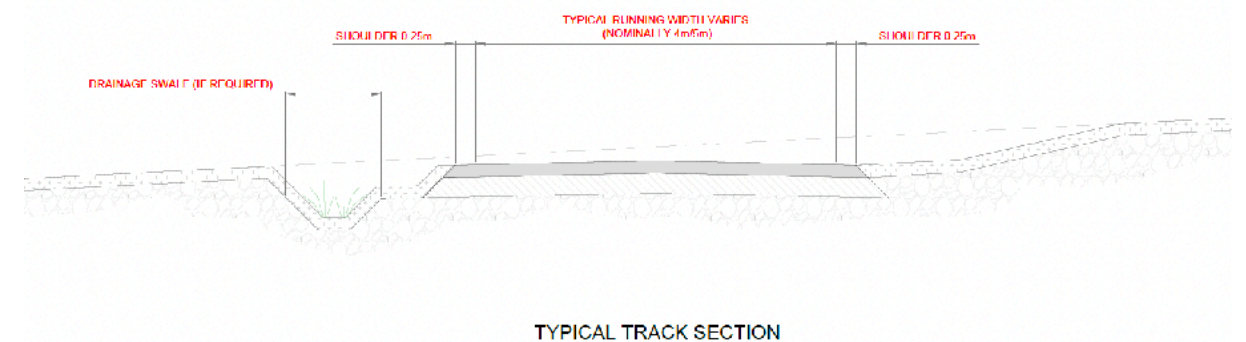 TYPICAL RUNNING WIDTH VARIES
(NOMINALLY 4m/5m)
SHOULDER 0.25m
SHOULDER 0.25m
DRAINAGE SWALE (IF REQUIRED)
TYPICAL TRACK SECTION